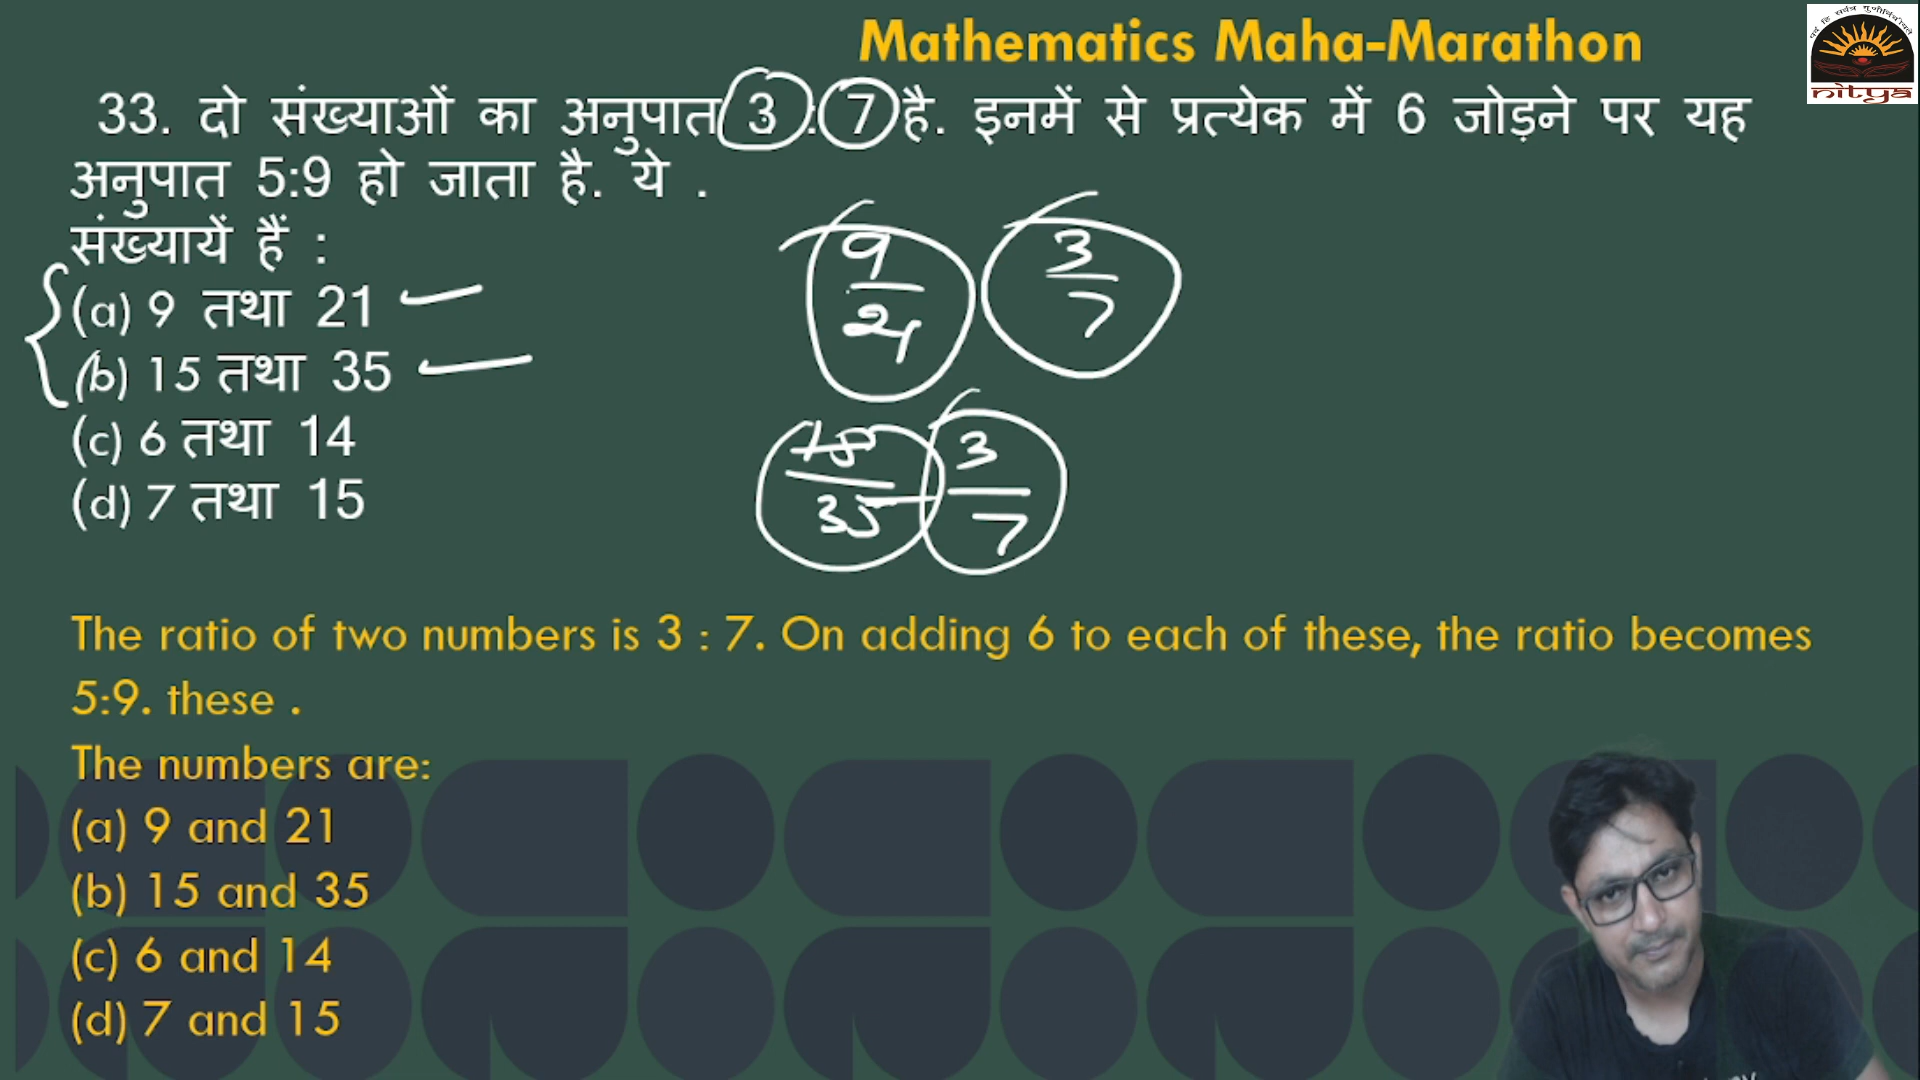 Mathematics Maha-Marathon
nitya
33. दो संख्याओं का अनुपात 3 : 7 है. इनमें से प्रत्येक में 6 जोड़ने पर यह
अनुपात 5:9 हो जाता है. ये .
संख्यायें हैं :
(a) 9 तथा 21
(b) 15 तथा 35
(c) 6 तथा 14
(d) 7 तथा 15
9
21
3
7
15
35
3
7
The ratio of two numbers is 3 : 7. On adding 6 to each of these, the ratio becomes
5:9. these .
The numbers are:
(a) 9 and 21
(b) 15 and 35
(c) 6 and 14
(d) 7 and 15